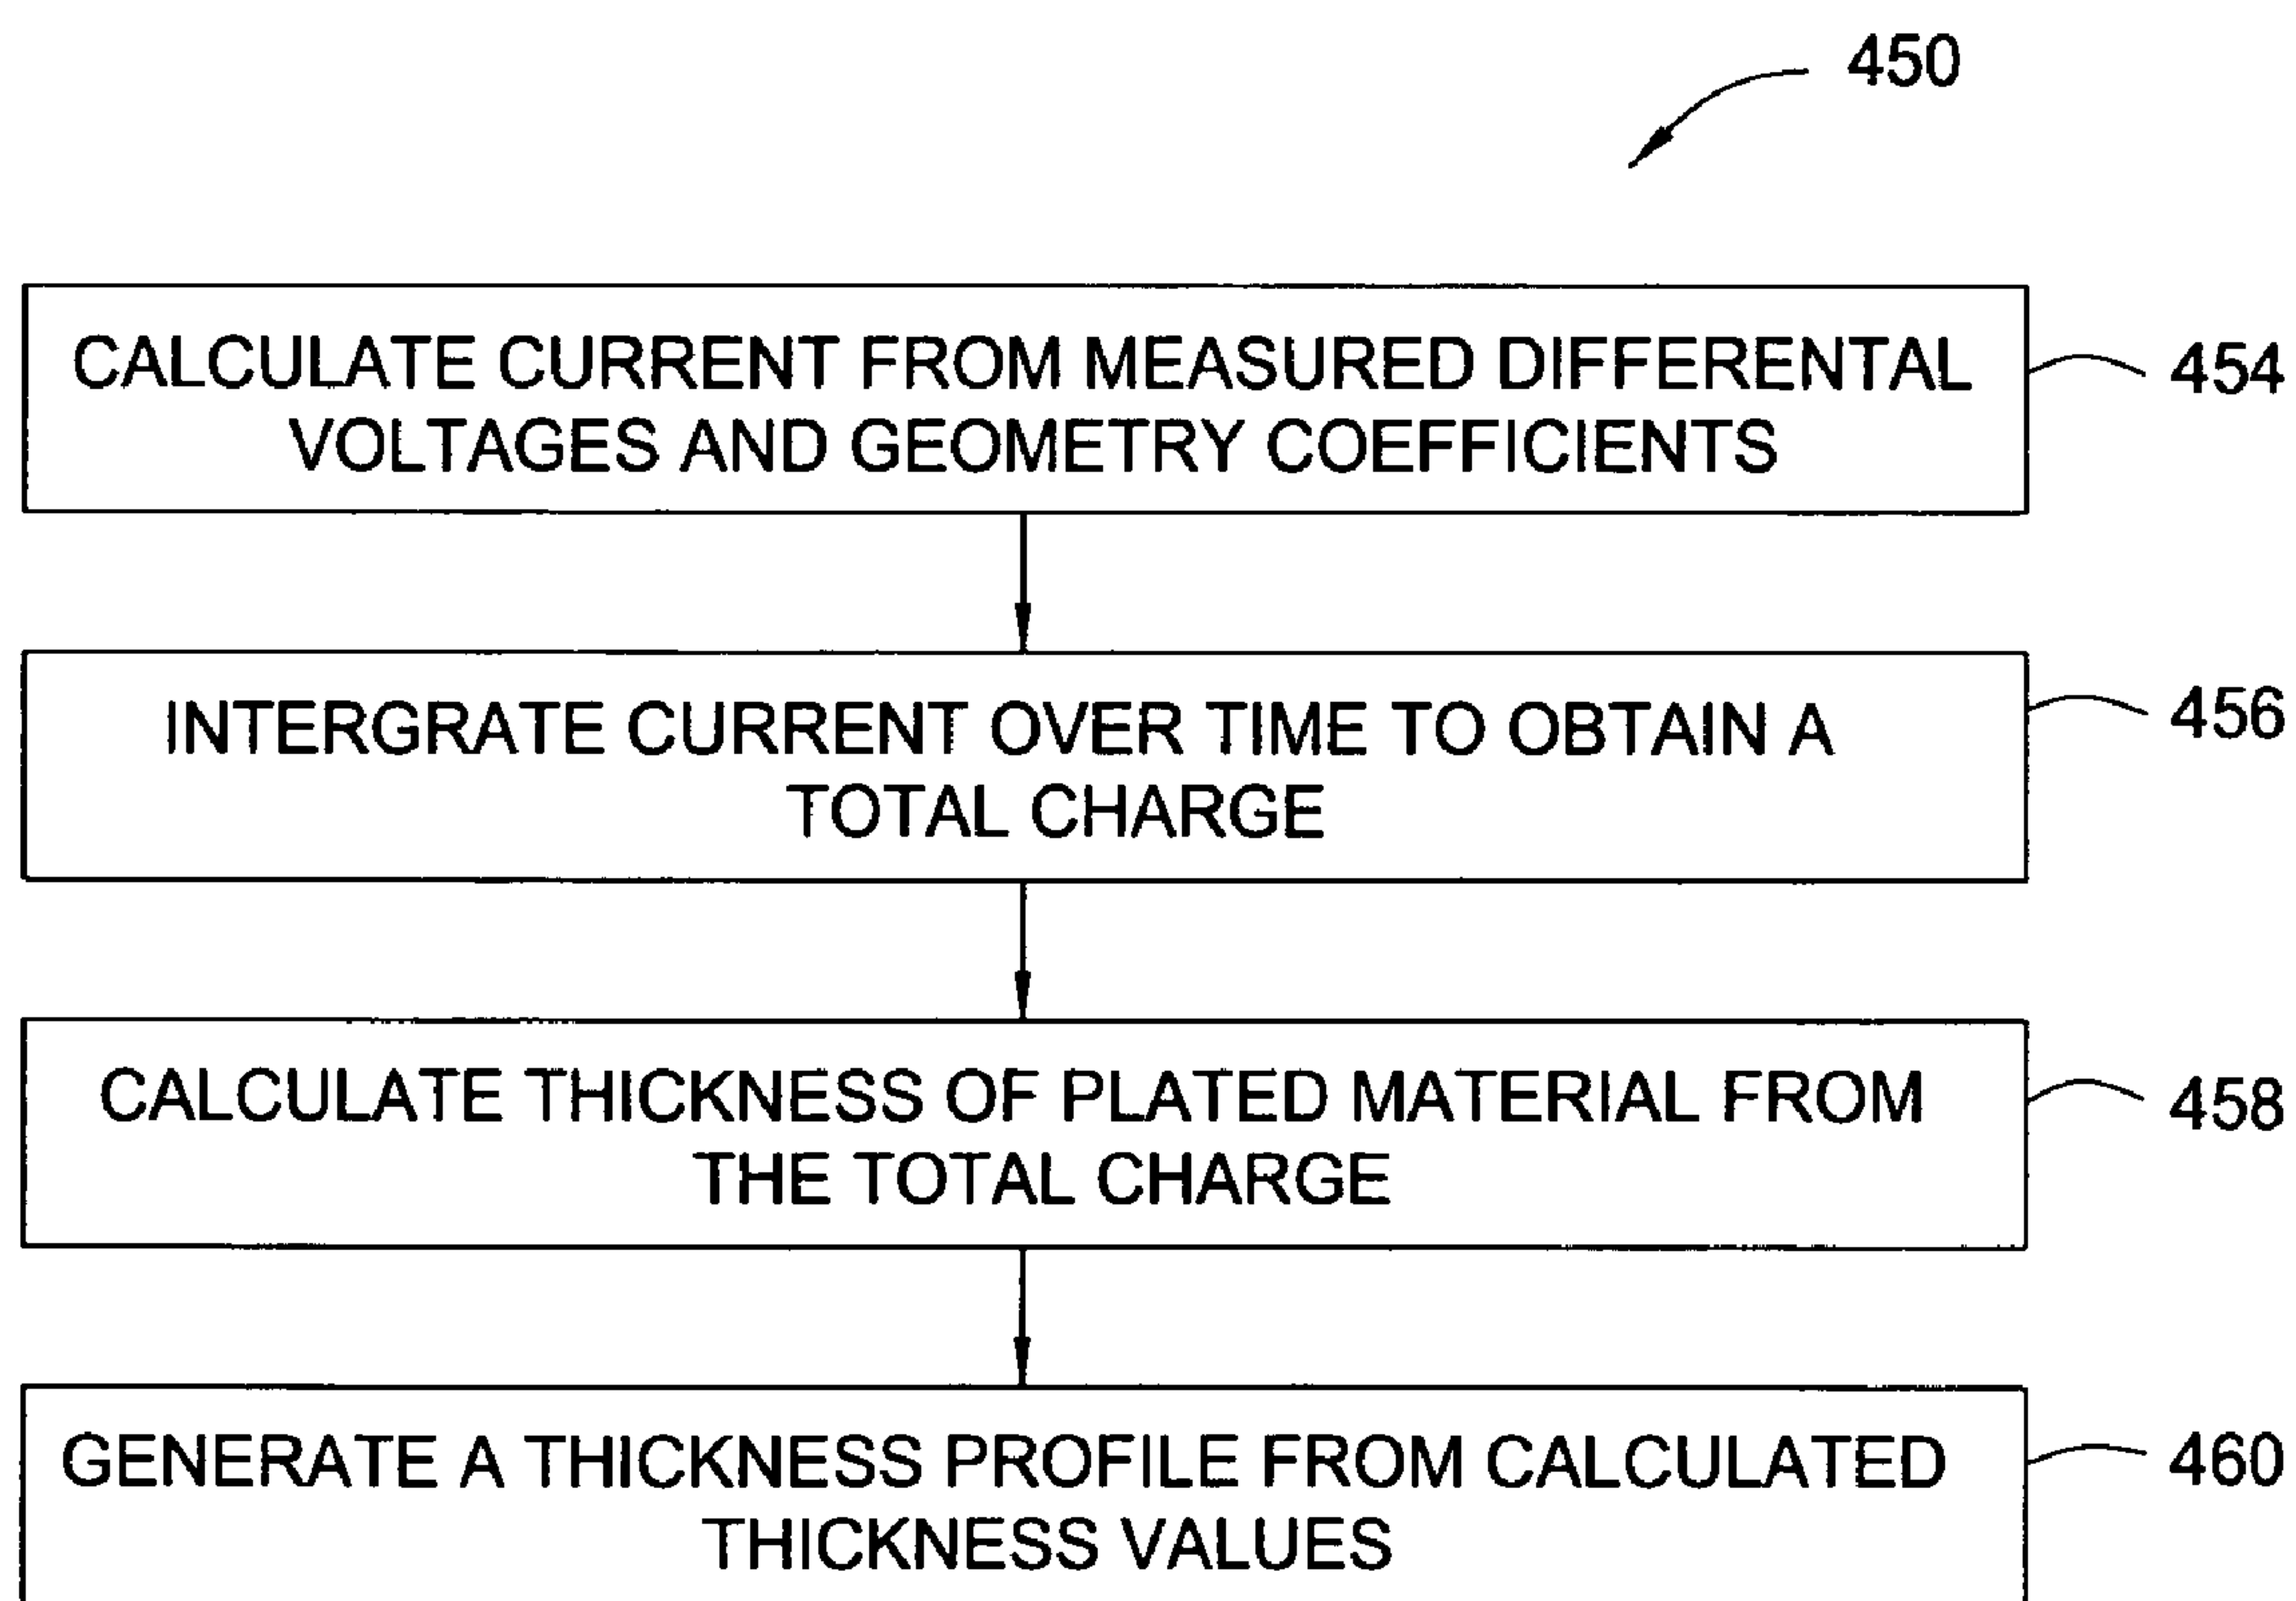 450
CALCULATE CURRENT FROM MEASURED DIFFERENTAL
VOLTAGES AND GEOMETRY COEFFICIENTS
454
INTERGRATE CURRENT OVER TIME TO OBTAIN A
TOTAL CHARGE
456
CALCULATE THICKNESS OF PLATED MATERIAL FROM
THE TOTAL CHARGE
458
GENERATE A THICKNESS PROFILE FROM CALCULATED
THICKNESS VALUES
460